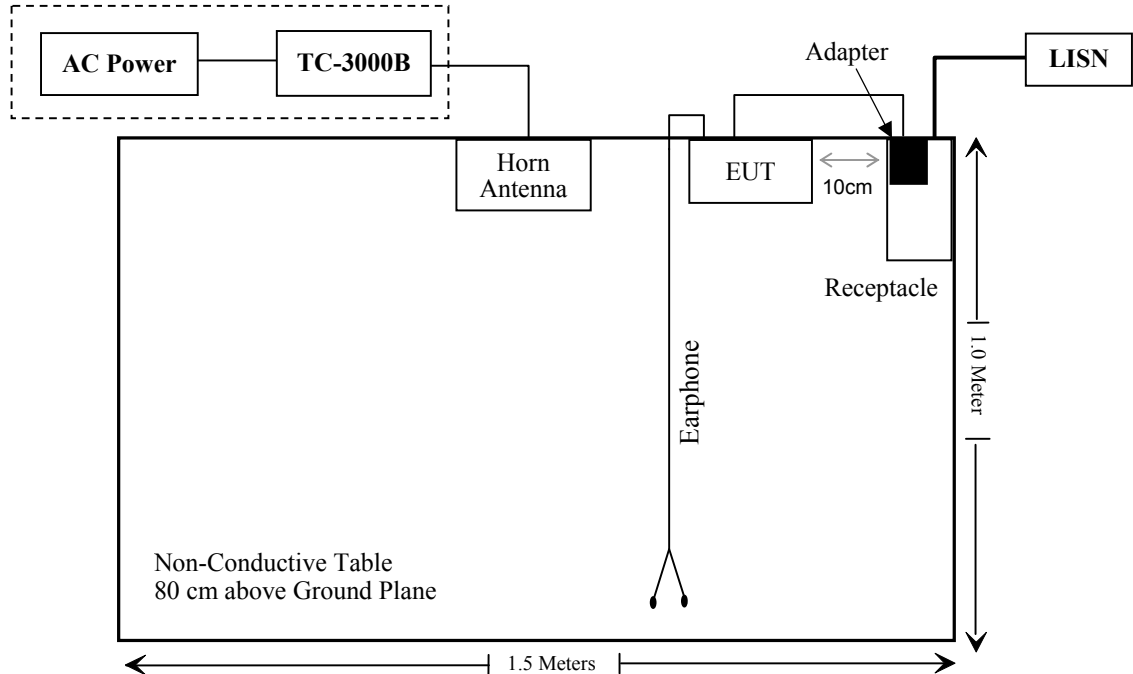 AC Power
TC-3000B
Adapter
LISN
Horn
Antenna
EUT
10cm
Receptacle
Earphone
1.0 Meter
Non-Conductive Table
80 cm above Ground Plane
1.5 Meters